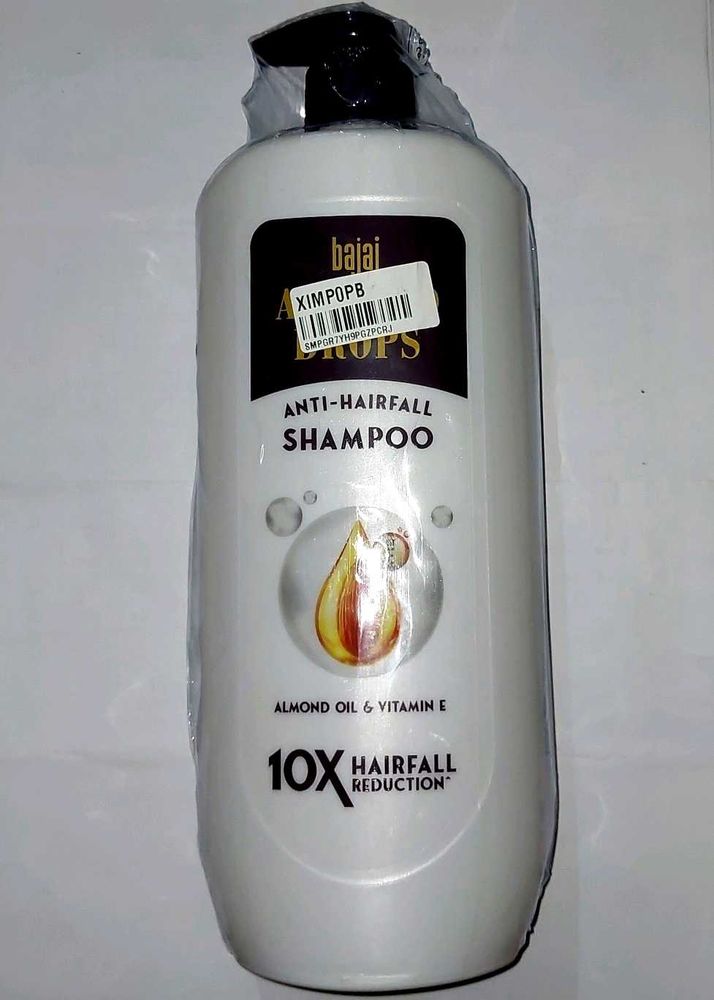 bajaj
XIMP0PB
SMPGR7YH9PGZPCRJ
DROPS
ANTI-HAIRFALL
SHAMPOO
ALMOND OIL & VITAMIN E
10X HAIRFALL
REDUCTION^